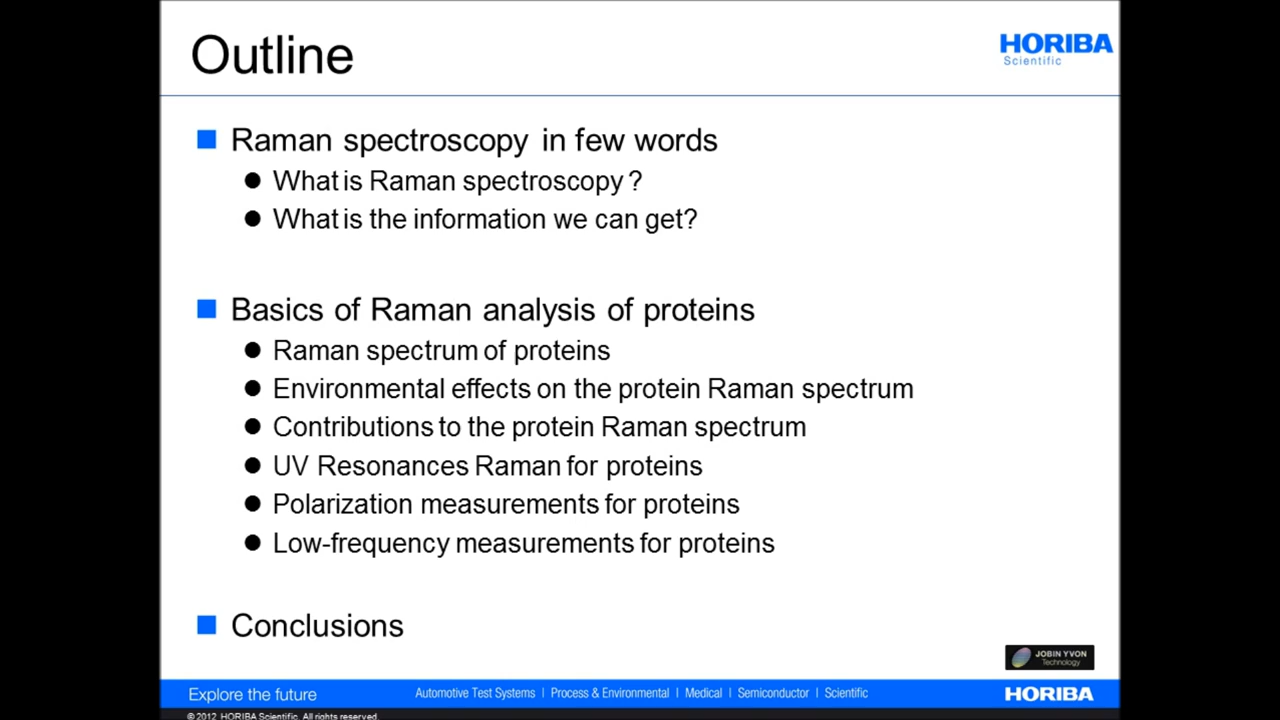 Outline
HORIBA
Scientific
Raman spectroscopy in few words
What is Raman spectroscopy ?
What is the information we can get?
Basics of Raman analysis of proteins
Raman spectrum of proteins
Environmental effects on the protein Raman spectrum
Contributions to the protein Raman spectrum
UV Resonances Raman for proteins
Polarization measurements for proteins
Low-frequency measurements for proteins
Conclusions
JOBIN YVON
Technology
Explore the future
Automotive Test Systems | Process & Environmental | Medical | Semiconductor | Scientific
HORIBA
© 2012 HORIBA Scientific. All rights reserved.